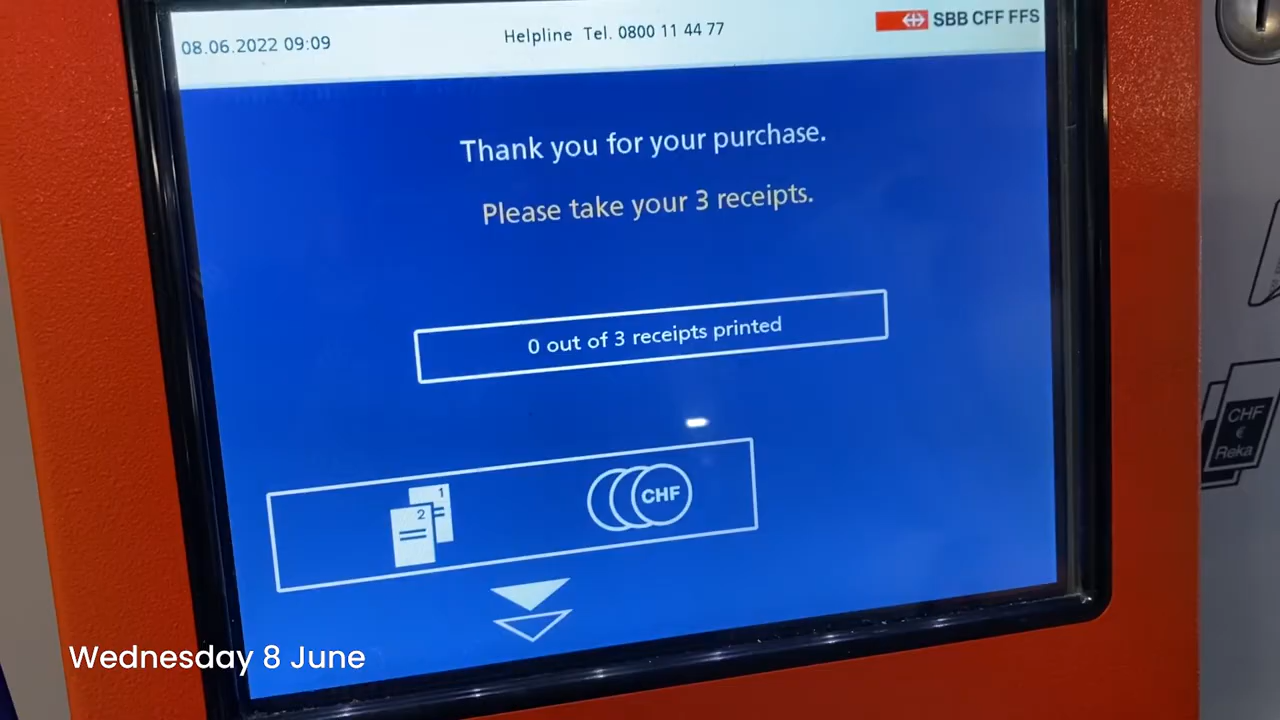 08.06.2022 09:09
Helpline Tel. 0800 11 44 77
SBB CFF FFS
Thank you for your purchase.
Please take your 3 receipts.
0 out of 3 receipts printed
1
2
CHF
CHF
€
Reka
Wednesday 8 June